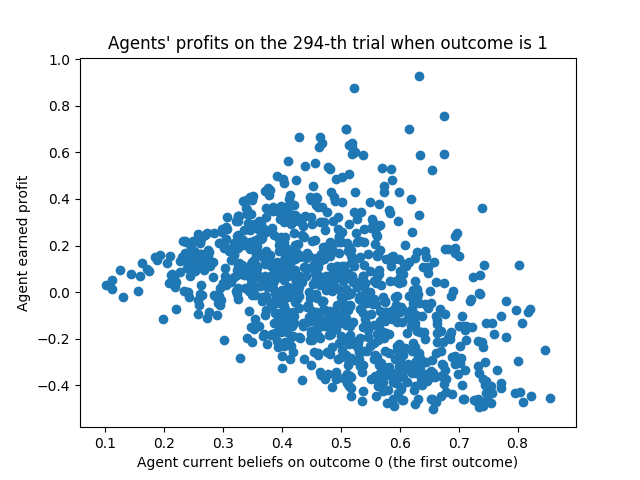 Agents' profits on the 294-th trial when outcome is 1
1.0
0.8
0.6
0.4
0.2
0.0
−0.2
−0.4
Agent earned profit
0.1 0.2 0.3 0.4 0.5 0.6 0.7 0.8
Agent current beliefs on outcome 0 (the first outcome)